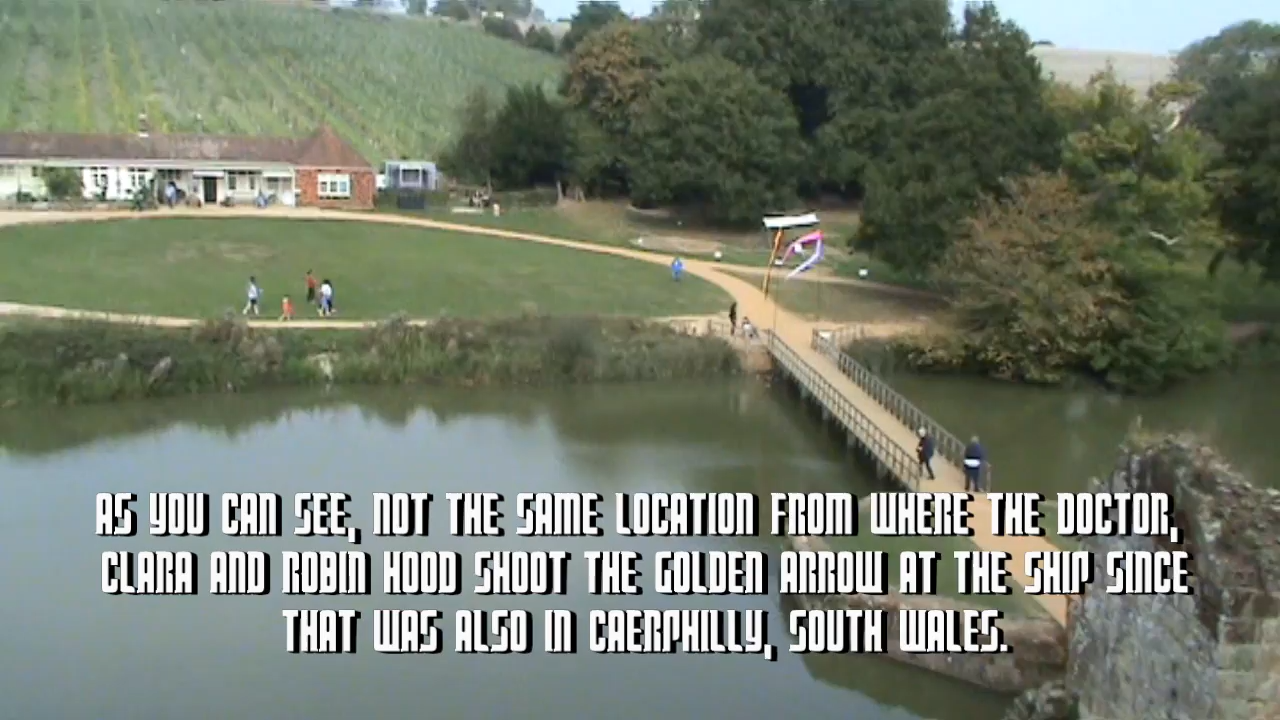 AS YOU CAN SEE, NOT THE SAME LOCATION FROM WHERE THE DOCTOR,
CLARA AND ROBIN HOOD SHOOT THE GOLDEN ARROW AT THE SHIP SINCE
THAT WAS ALSO IN CAERPHILLY, SOUTH WALES.